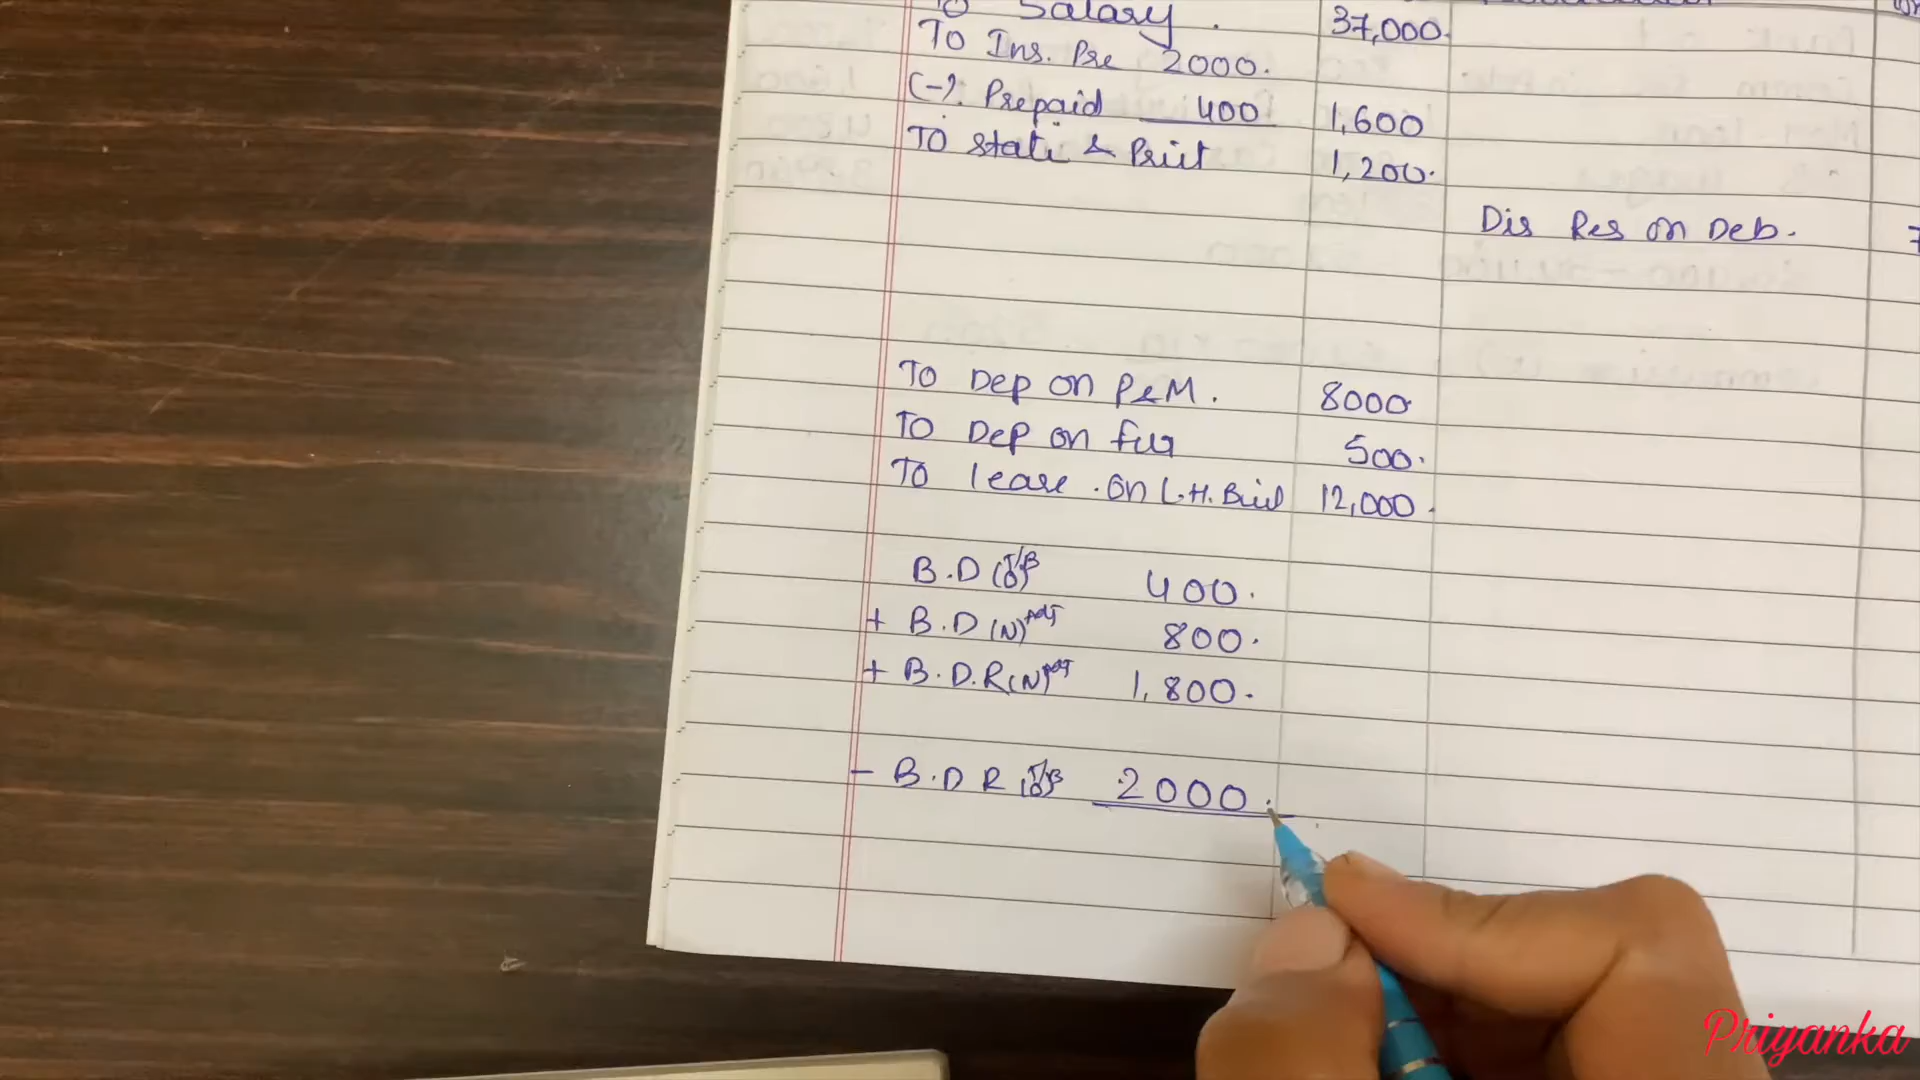 To Salary . 37,000.
To Ins. Pre 2000.
(-). Prepaid 400 1,600
To stati & Print 1,200.
Dis Res on Deb. 7
To Dep on P&M. 8000
To Dep on fur 500.
To lease . on L.H. Buil 12,000.
B.D (O) T/B 400.
+ B.D (N) Adj 800.
+ B.D.R (N) Adj 1,800.
- B.D R (O) T/B 2000.
Priyanka